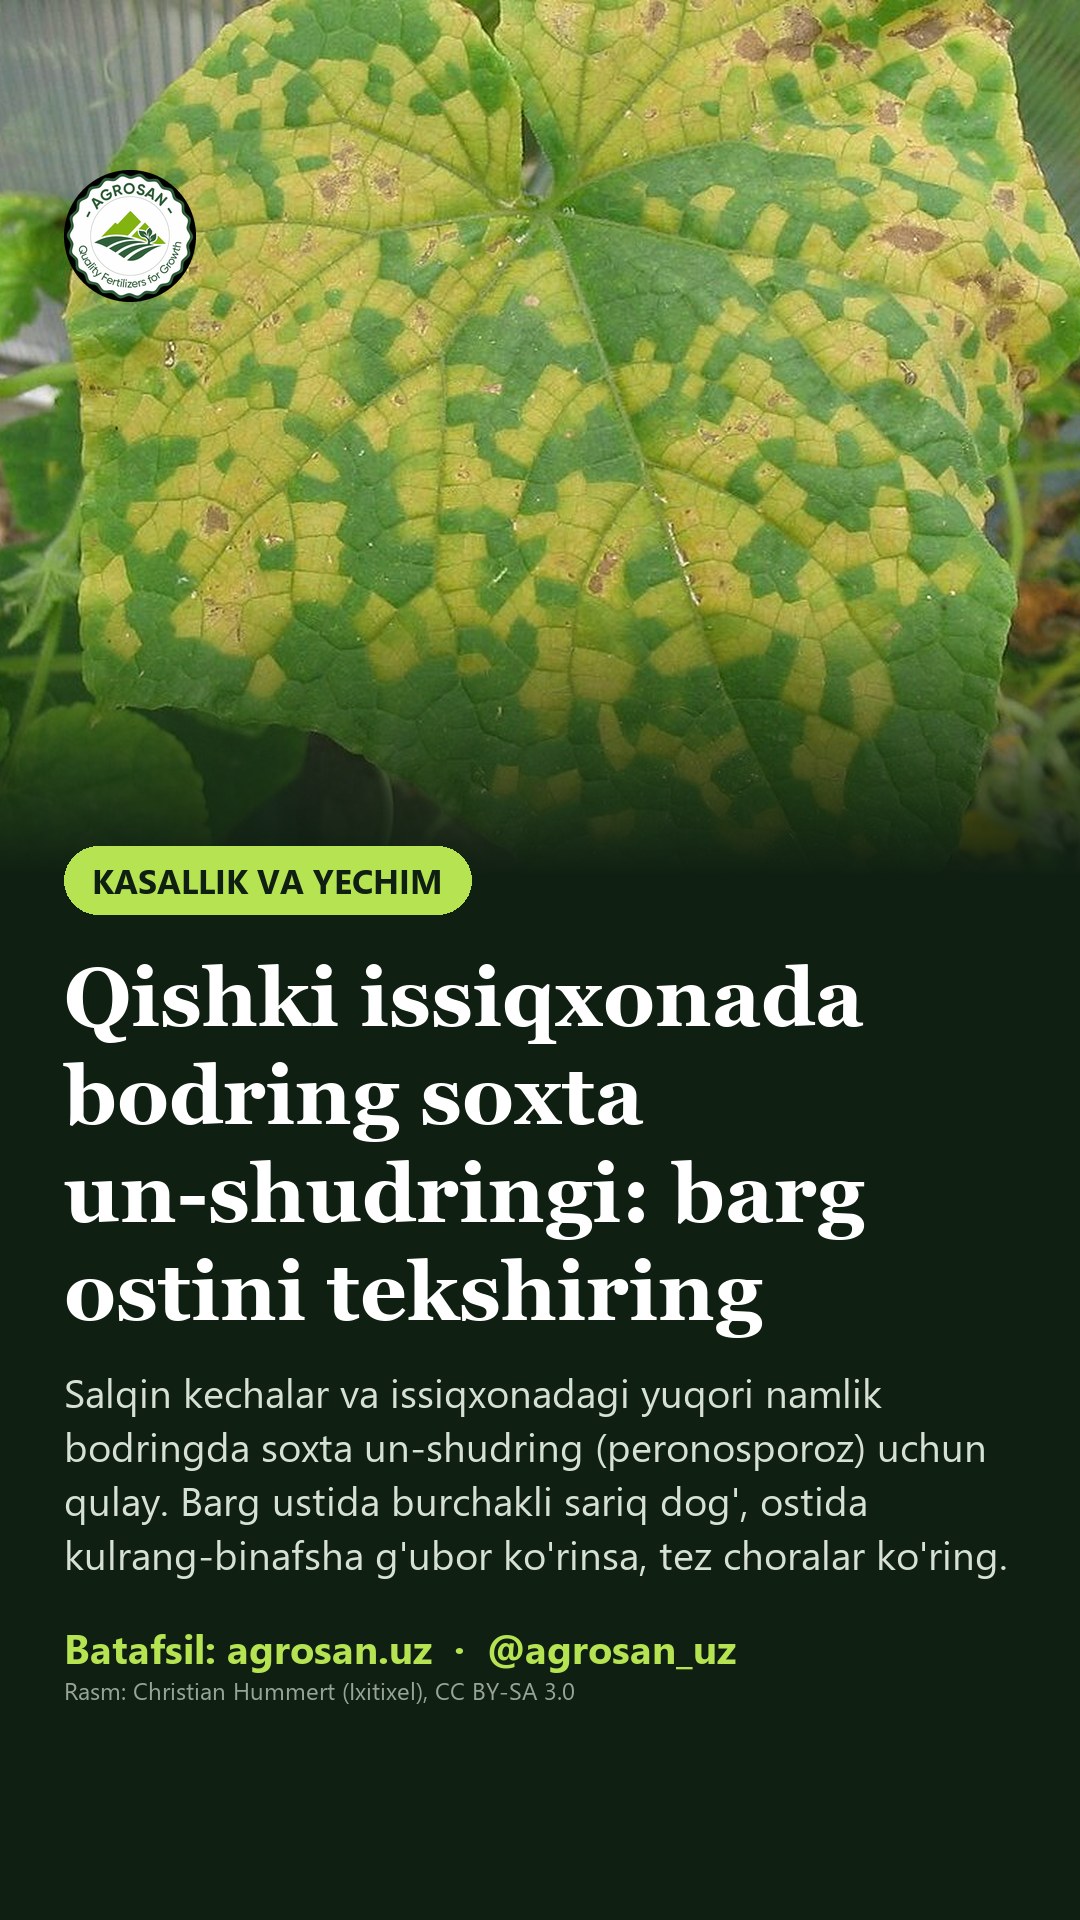 - AGROSAN -
Quality Fertilizers for Growth
KASALLIK VA YECHIM
Qishki issiqxonada
bodring soxta
un-shudringi: barg
ostini tekshiring
Salqin kechalar va issiqxonadagi yuqori namlik
bodringda soxta un-shudring (peronosporoz) uchun
qulay. Barg ustida burchakli sariq dog', ostida
kulrang-binafsha g'ubor ko'rinsa, tez choralar ko'ring.
Batafsil: agrosan.uz · @agrosan_uz
Rasm: Christian Hummert (Ixitixel), CC BY-SA 3.0